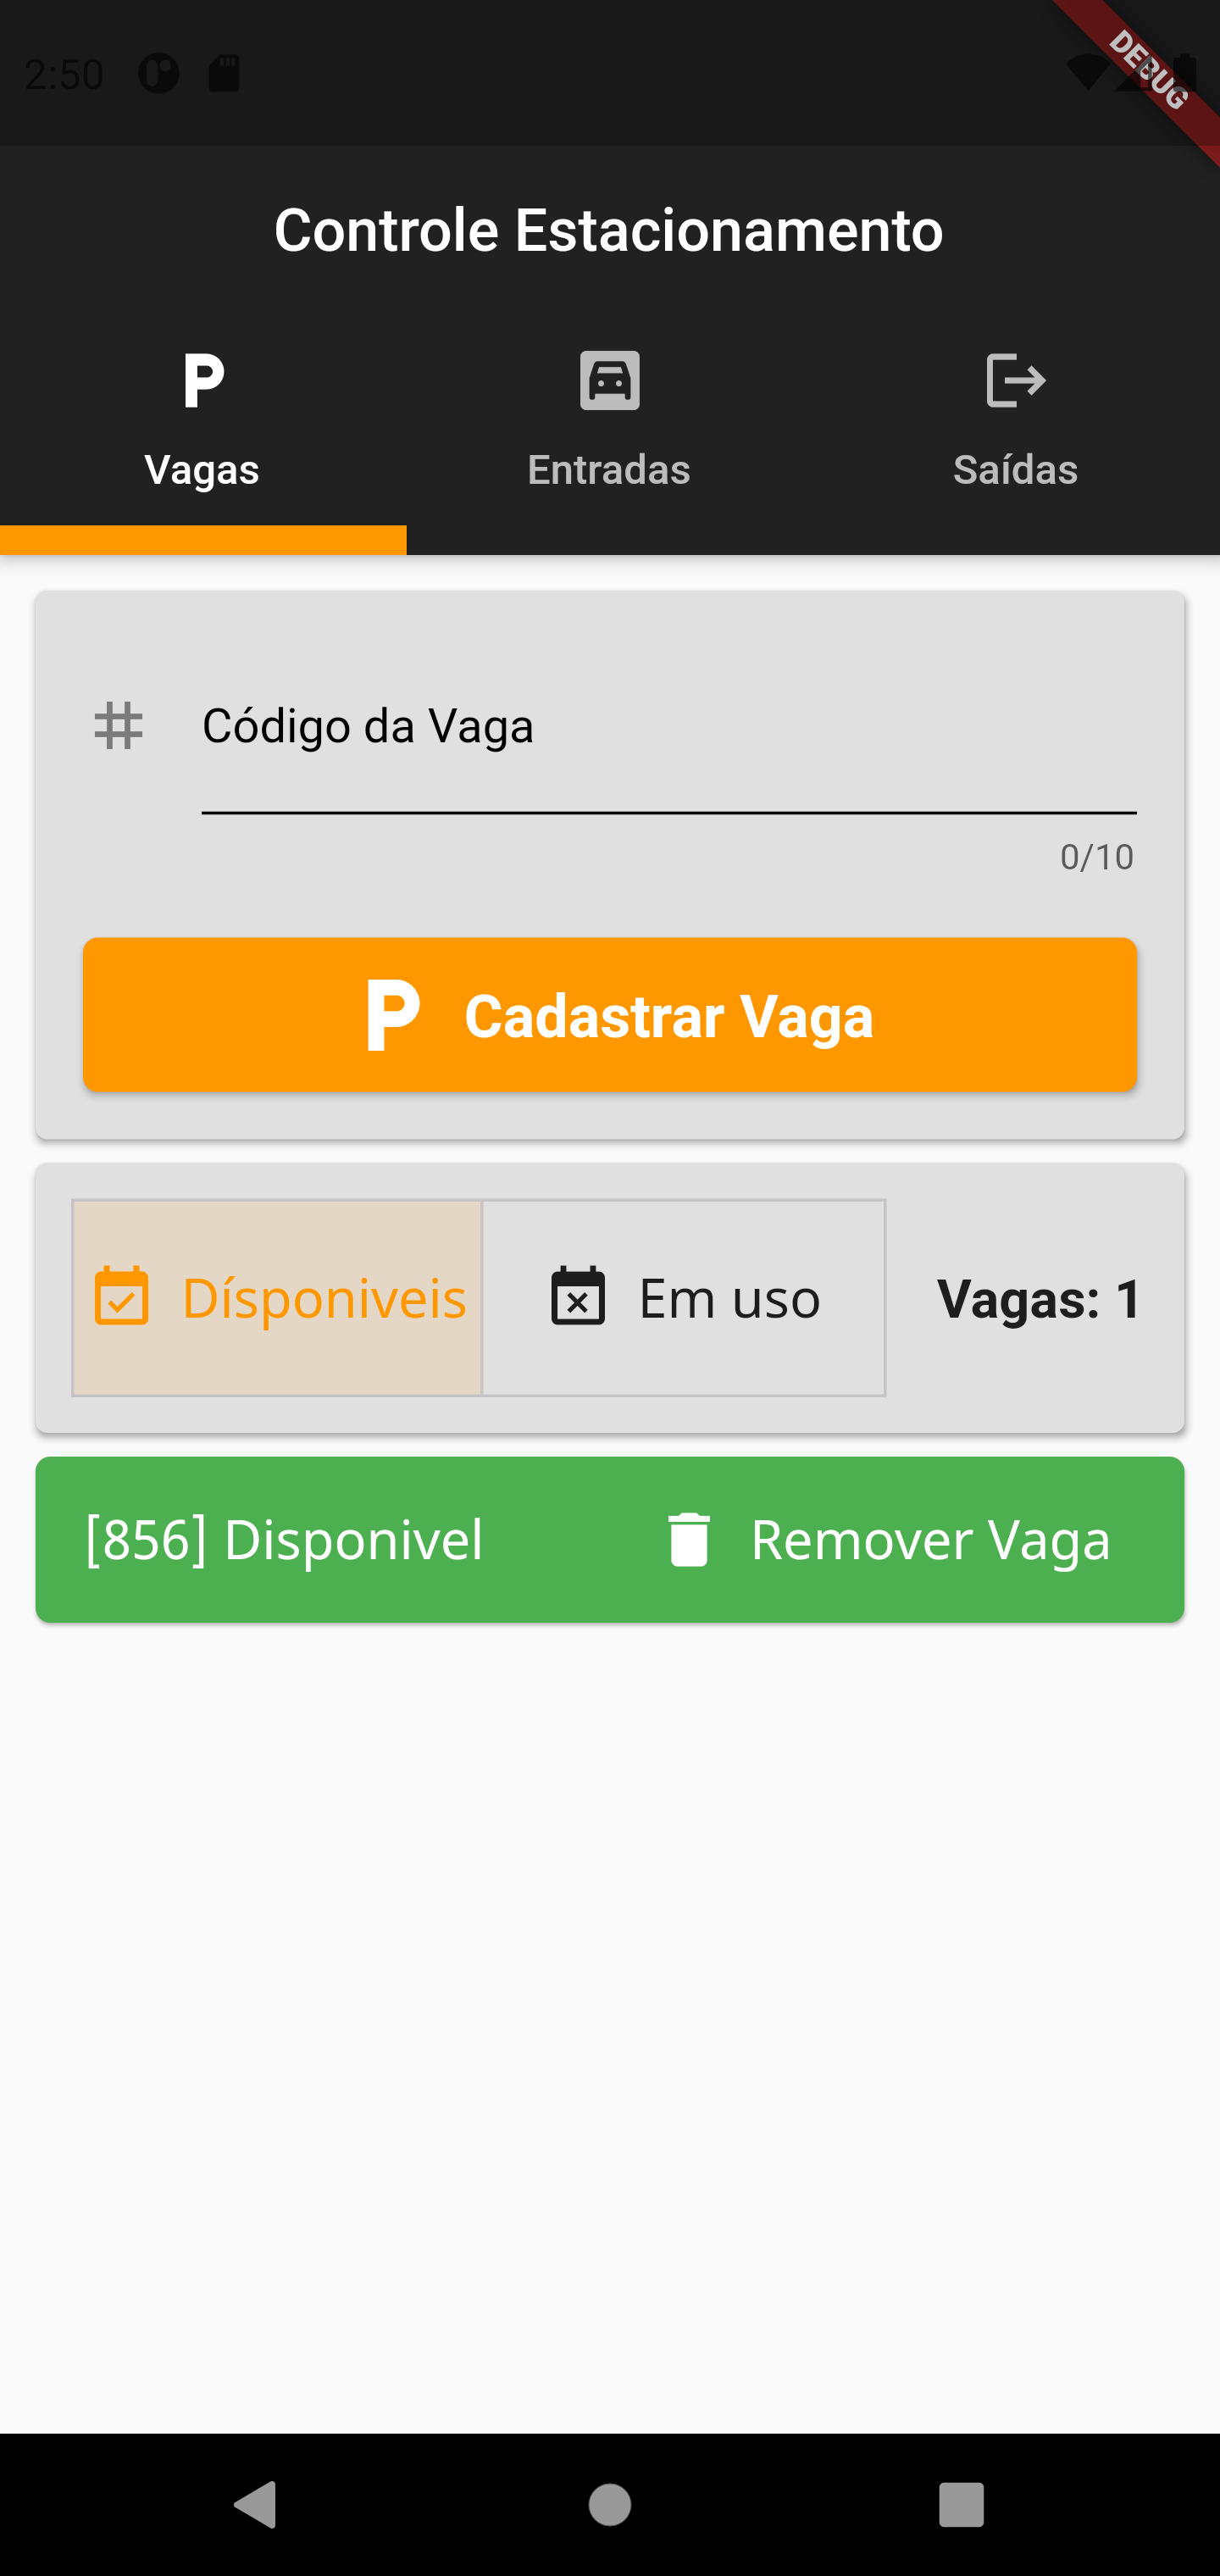 2:50
DEBUG
Controle Estacionamento
Vagas Entradas Saídas
Código da Vaga
0/10
Cadastrar Vaga
Dísponiveis Em uso Vagas: 1
[856] Disponivel Remover Vaga